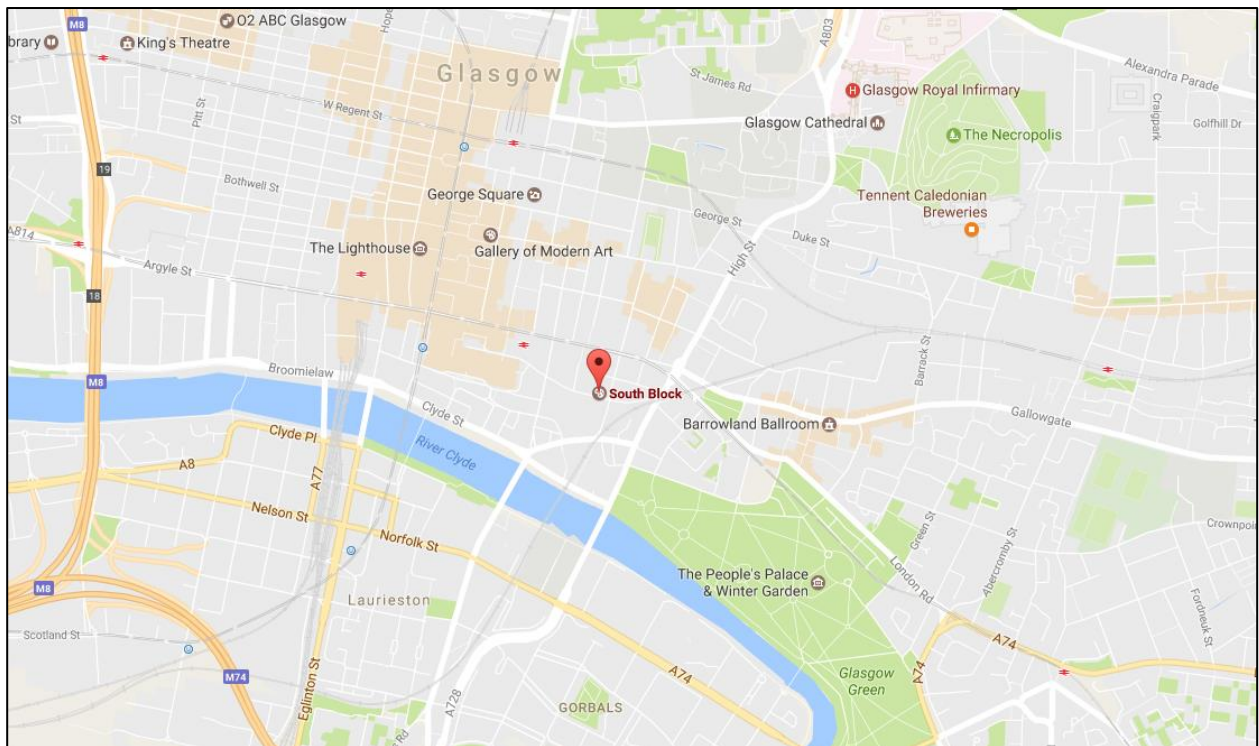 M8
O2 ABC Glasgow
Hope
A803
brary
King's Theatre
Glasgow
Alexandra Parade
St James Rd
Glasgow Royal Infirmary
Craigpark
Pitt St
W Regent St
St
Glasgow Cathedral
The Necropolis
Golfhill Dr
19
Bothwell St
George Square
Tennent Caledonian
Breweries
George St
Duke St
A814
The Lighthouse
Gallery of Modern Art
High St
Argyle St
18
Barrack St
Broomielaw
M8
South Block
Clyde St
Barrowland Ballroom
Gallowgate
Clyde Pl
River Clyde
A8
A77
Nelson St
Norfolk St
Green St
Abercromby St
Crownpoi
The People's Palace
& Winter Garden
London Rd
M8
Laurieston
Fordneuk St
Scotland St
A74
A74
M74
Eglinton St
A74
Glasgow
Green
A728
GORBALS
Rd